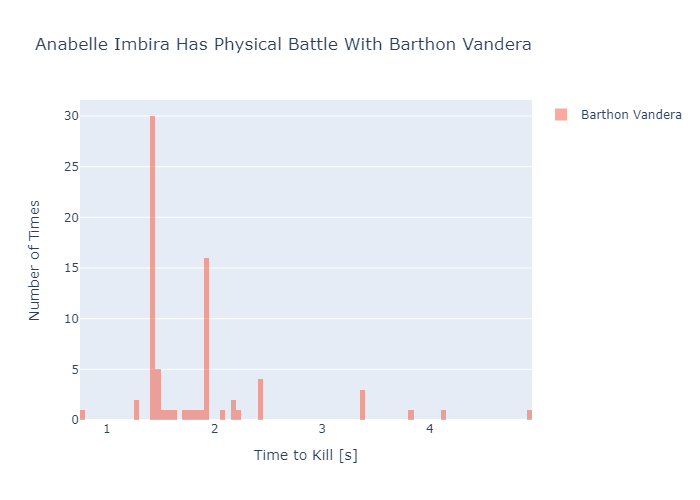 Anabelle Imbira Has Physical Battle With Barthon Vandera
Barthon Vandera
Number of Times
30
25
20
15
10
5
0
1 2 3 4
Time to Kill [s]